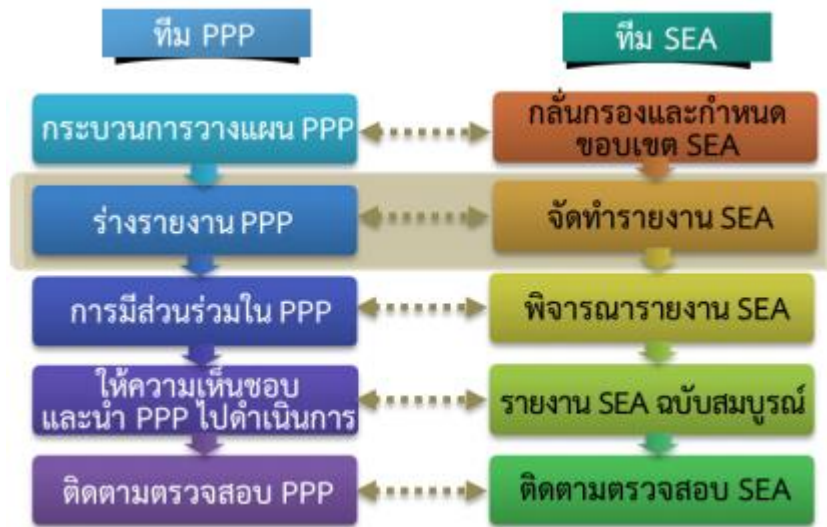 ทีม PPP
ทีม SEA
กระบวนการวางแผน PPP
กลั่นกรองและกำหนด
ขอบเขต SEA
ร่างรายงาน PPP
จัดทำรายงาน SEA
การมีส่วนร่วมใน PPP
พิจารณารายงาน SEA
ให้ความเห็นชอบ
และนำ PPP ไปดำเนินการ
รายงาน SEA ฉบับสมบูรณ์
ติดตามตรวจสอบ PPP
ติดตามตรวจสอบ SEA